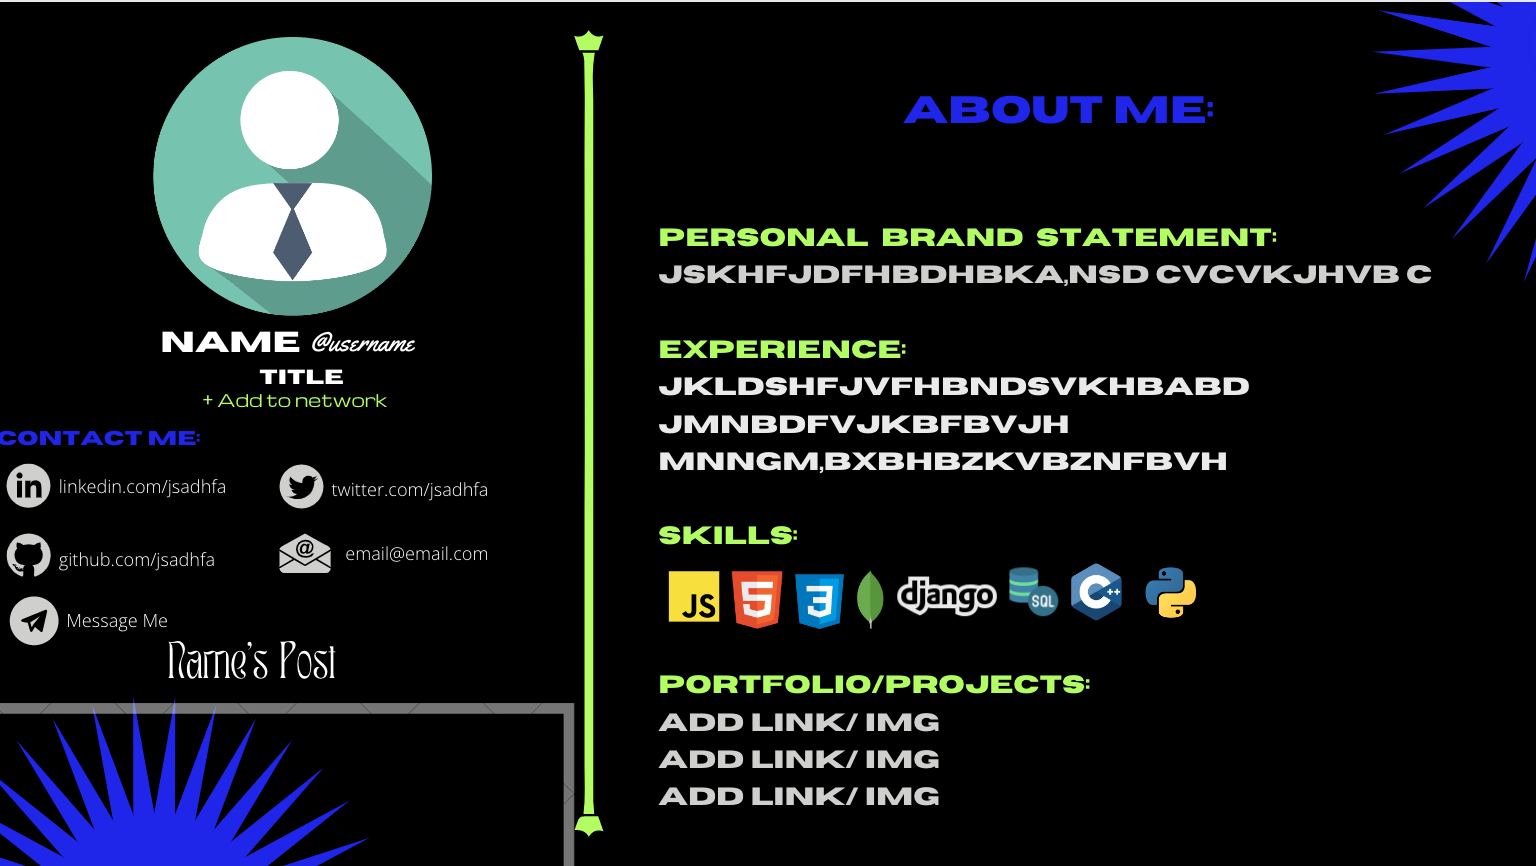 NAME @username
TITLE
+ Add to network
CONTACT ME:
linkedin.com/jsadhfa
twitter.com/jsadhfa
github.com/jsadhfa
@
email@email.com
Message Me
Name's Post
ABOUT ME:
PERSONAL BRAND STATEMENT:
JSKHFJDFHBDHBKA,NSD CVCVKJHVB C
EXPERIENCE:
JKLDSHFJVFHBNDSVKHBABD
JMNBDFVJKBFBVJH
MNNGM,BXBHBZKVBZNFBVH
SKILLS:
JS 5 3 django SQL C++
PORTFOLIO/PROJECTS:
ADD LINK/ IMG
ADD LINK/ IMG
ADD LINK/ IMG